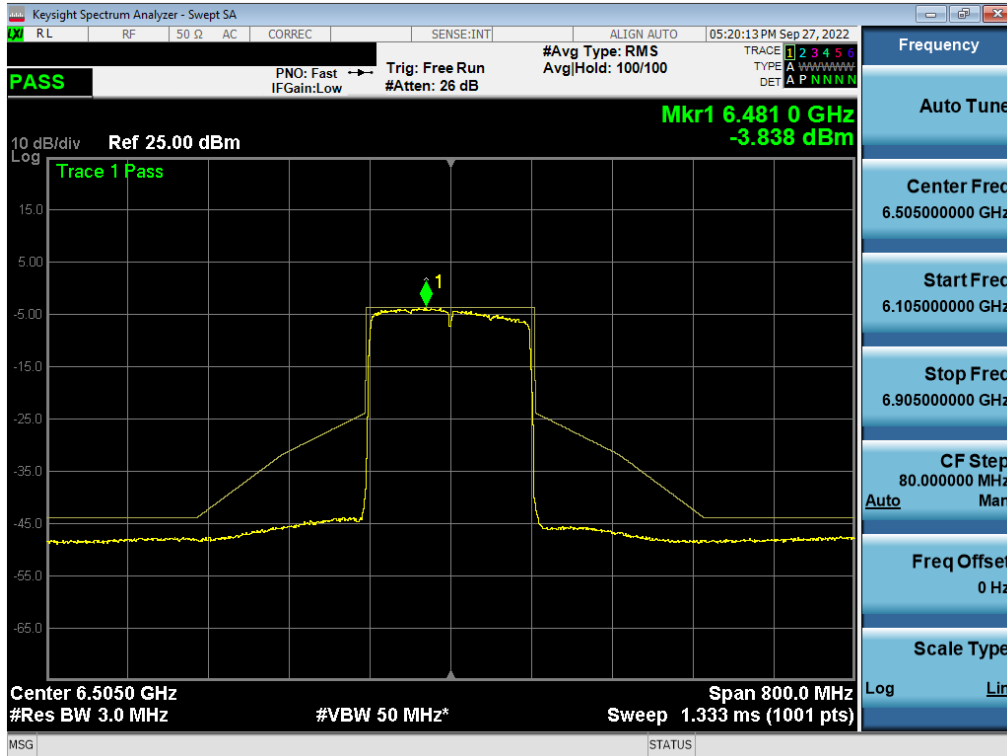 Keysight Spectrum Analyzer - Swept SA
LXI RL RF 50 Ω AC CORREC SENSE:INT ALIGN AUTO 05:20:13 PM Sep 27, 2022
PASS
PNO: Fast
IFGain:Low
Trig: Free Run
#Atten: 26 dB
#Avg Type: RMS
Avg|Hold: 100/100
TRACE 1 2 3 4 5 6
TYPE A WWWWW
DET A P N N N N
Mkr1 6.481 0 GHz
-3.838 dBm
10 dB/div Ref 25.00 dBm
Log
Trace 1 Pass
15.0
5.00
1
-5.00
-15.0
-25.0
-35.0
-45.0
-55.0
-65.0
Center 6.5050 GHz Span 800.0 MHz
#Res BW 3.0 MHz #VBW 50 MHz* Sweep 1.333 ms (1001 pts)
MSG STATUS
Frequency
Auto Tune
Center Freq
6.505000000 GHz
Start Freq
6.105000000 GHz
Stop Freq
6.905000000 GHz
CF Step
80.000000 MHz
Auto Man
Freq Offset
0 Hz
Scale Type
Log Lin